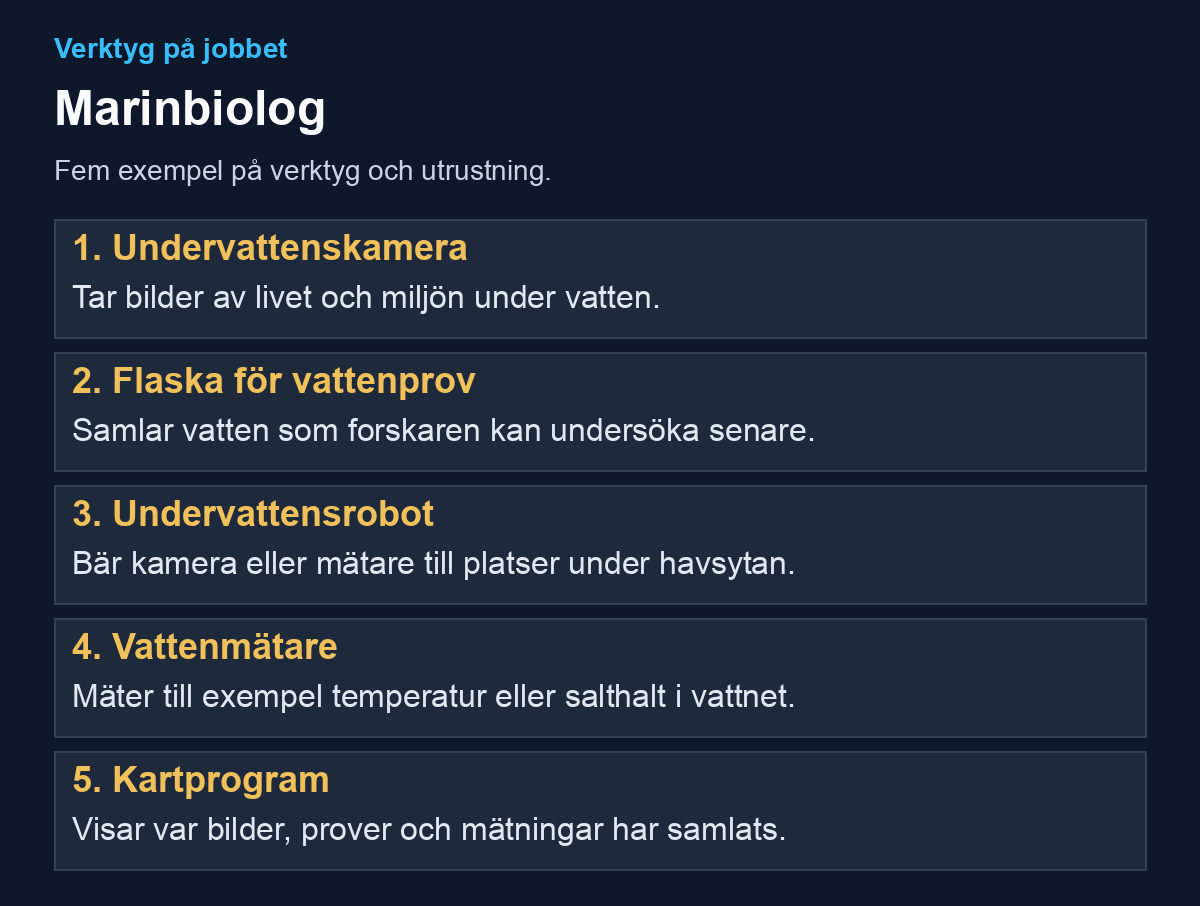 Verktyg på jobbet
Marinbiolog
Fem exempel på verktyg och utrustning.
1. Undervattenskamera
Tar bilder av livet och miljön under vatten.
2. Flaska för vattenprov
Samlar vatten som forskaren kan undersöka senare.
3. Undervattensrobot
Bär kamera eller mätare till platser under havsytan.
4. Vattenmätare
Mäter till exempel temperatur eller salthalt i vattnet.
5. Kartprogram
Visar var bilder, prover och mätningar har samlats.